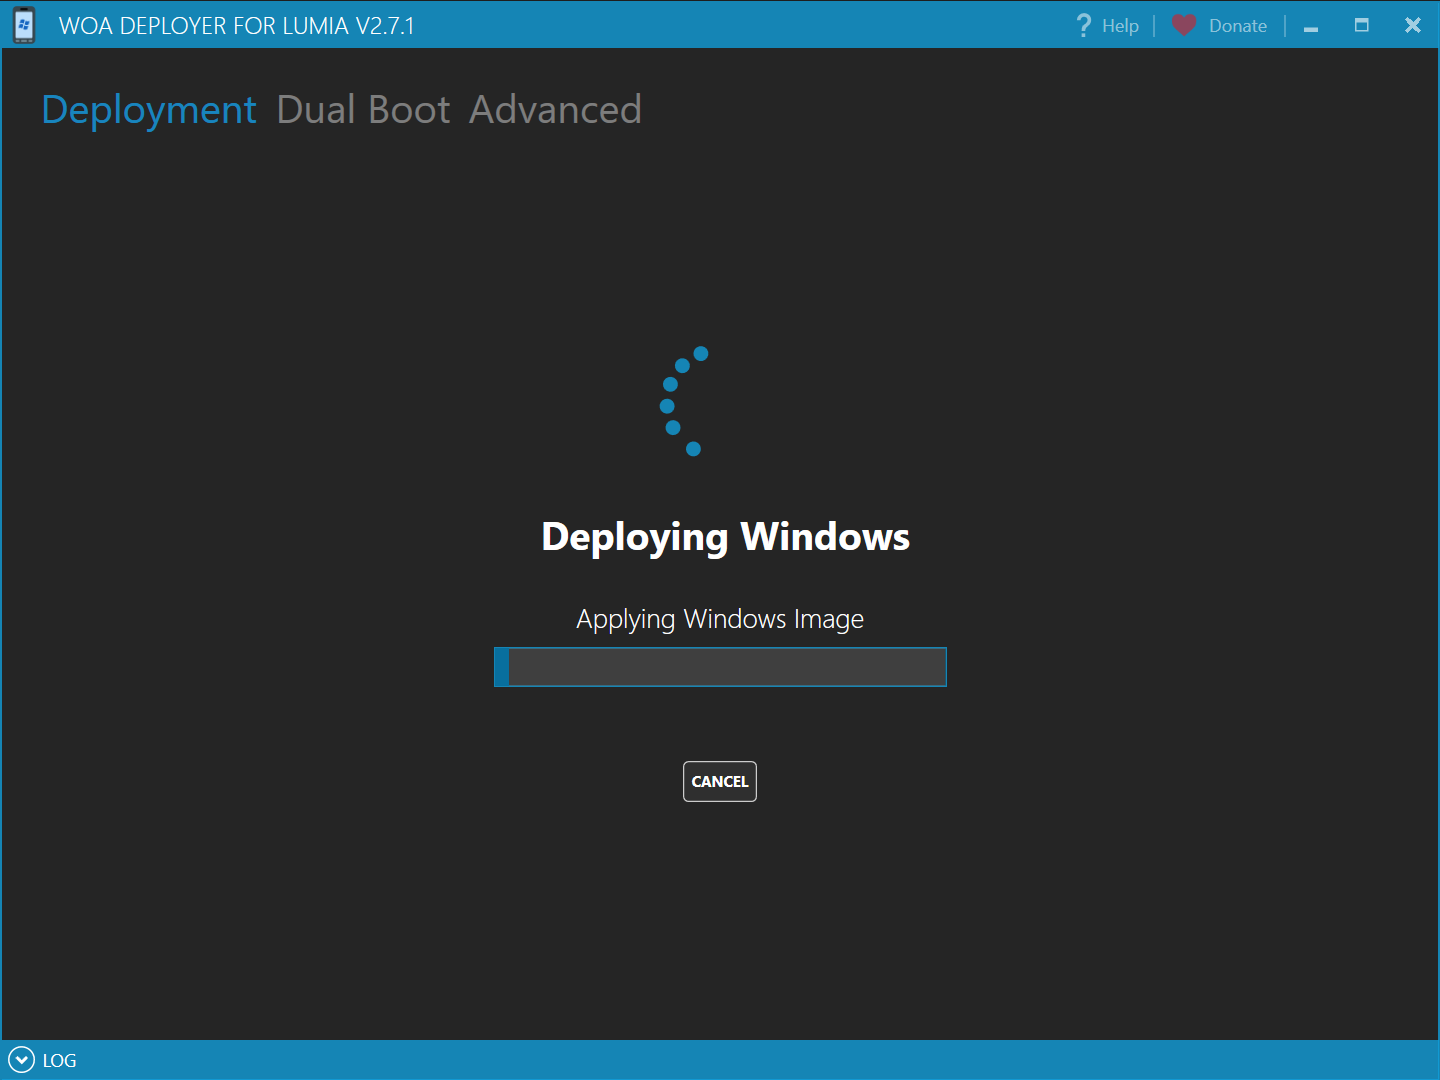 WOA DEPLOYER FOR LUMIA V2.7.1
? Help
Donate
Deployment Dual Boot Advanced
Deploying Windows
Applying Windows Image
CANCEL
LOG